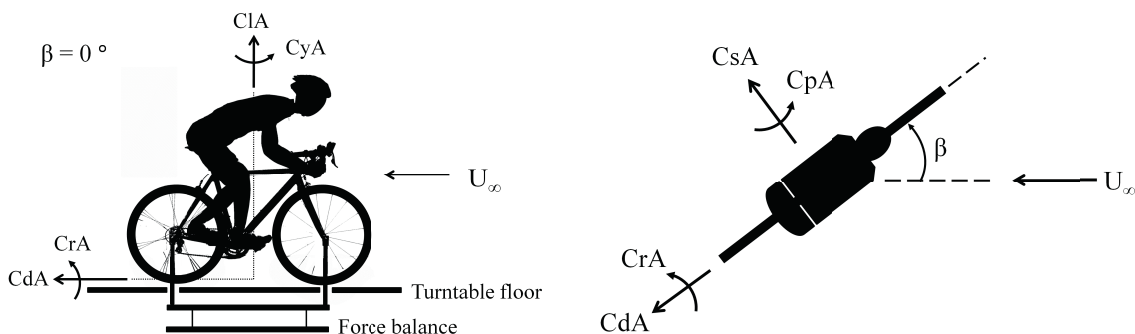 ClA
β = 0 °
CyA
U∞
CrA
CdA
Turntable floor
Force balance
CsA
CpA
β
U∞
CrA
CdA